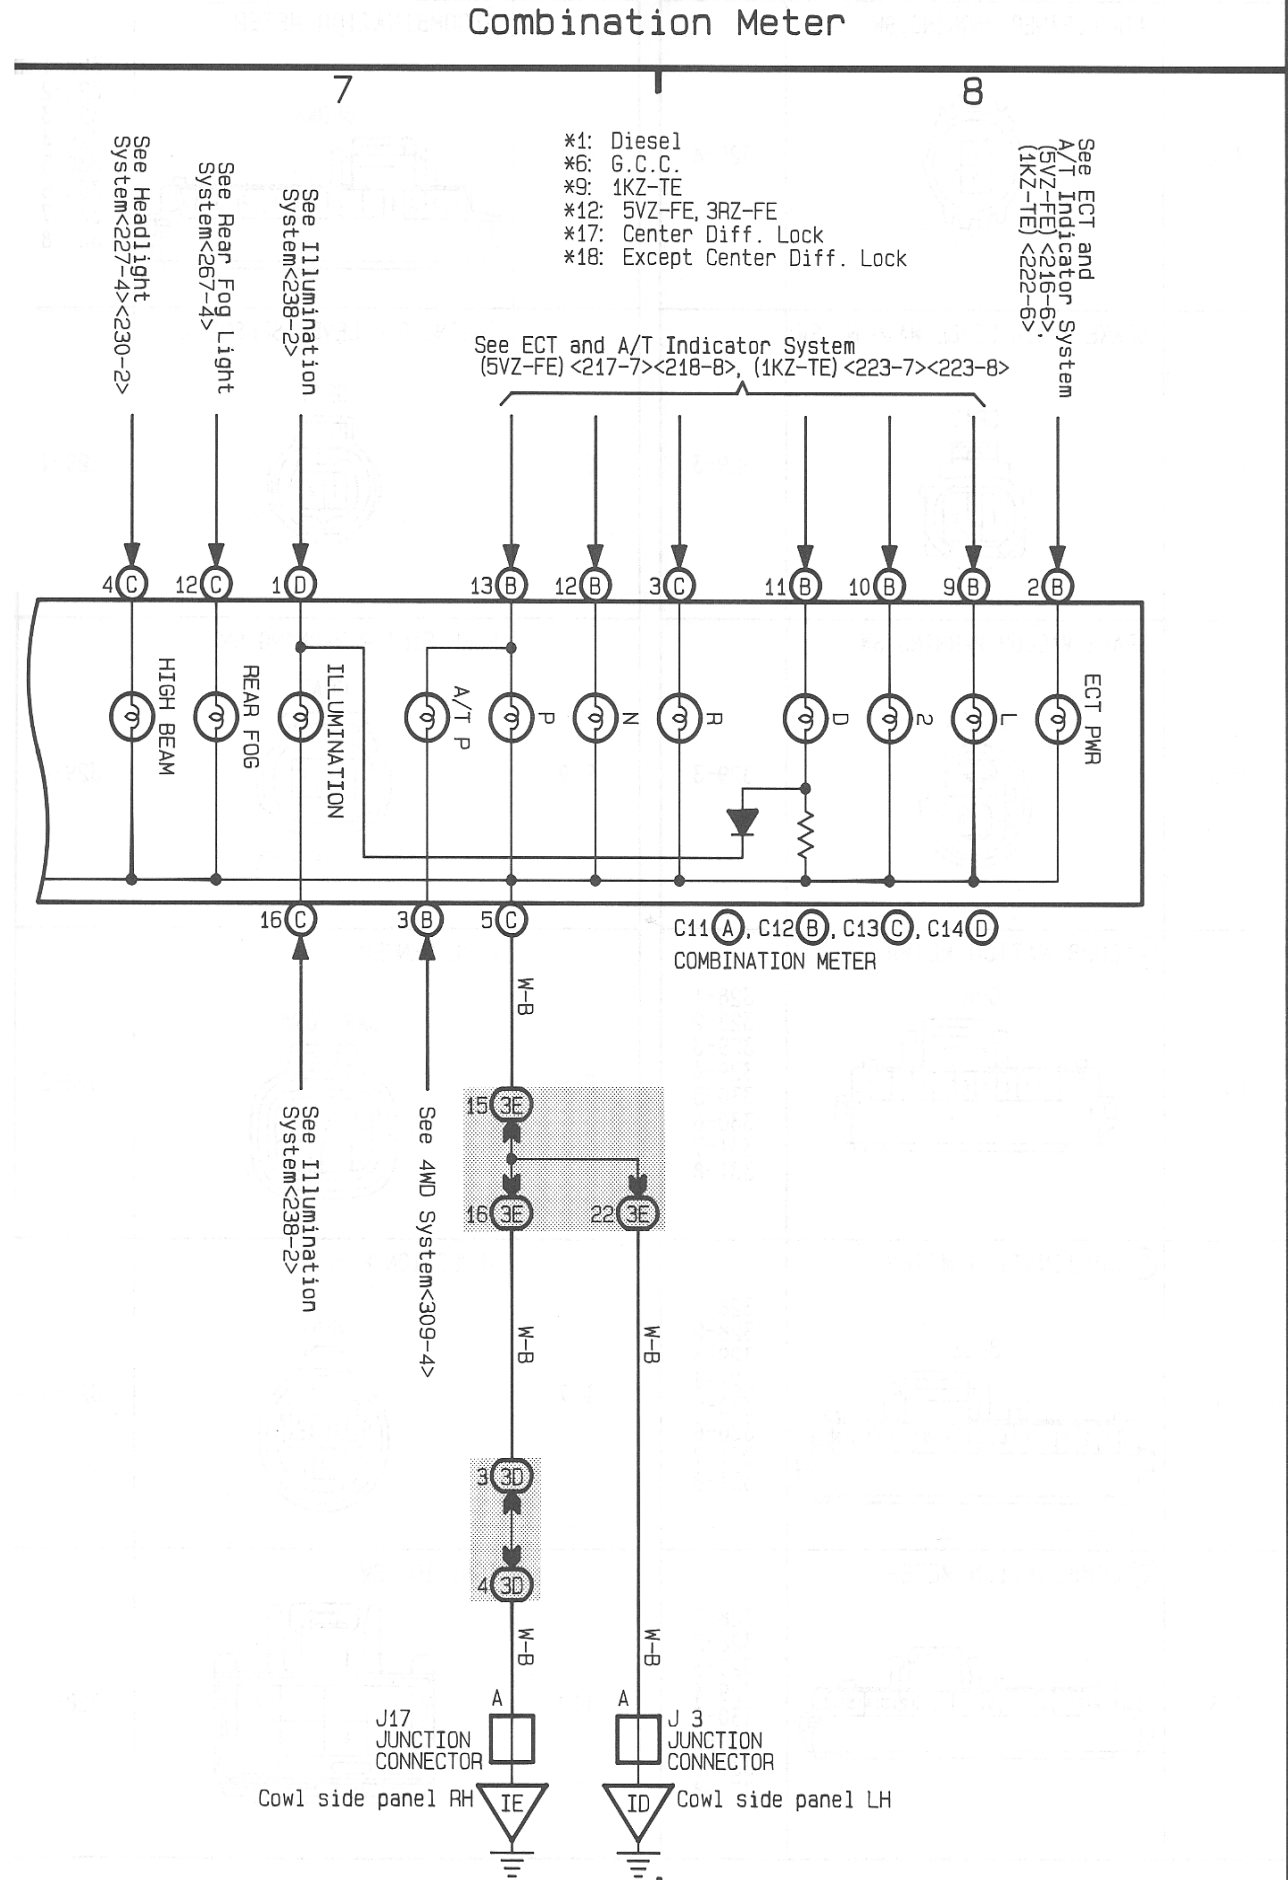 Combination Meter
7
8
*1: Diesel
*6: G.C.C.
*9: 1KZ-TE
*12: 5VZ-FE, 3RZ-FE
*17: Center Diff. Lock
*18: Except Center Diff. Lock
See Headlight
System<227-4><230-2>
See Rear Fog Light
System<267-4>
See Illumination
System<238-2>
See ECT and A/T Indicator System
(5VZ-FE) <217-7><218-8>, (1KZ-TE) <223-7><223-8>
See ECT and
A/T Indicator System
(5VZ-FE) <216-6>,
(1KZ-TE) <222-6>
4 C
12 C
1 D
13 B
12 B
3 C
11 B
10 B
9 B
2 B
HIGH BEAM
REAR FOG
ILLUMINATION
A/T P
P
N
R
D
2
L
ECT PWR
16 C
3 B
5 C
C11 A, C12 B, C13 C, C14 D
COMBINATION METER
W-B
See Illumination
System<238-2>
See 4WD System<309-4>
15 3E
16 3E
22 3E
W-B
W-B
3 3D
4 3D
W-B
W-B
A
A
J17
JUNCTION
CONNECTOR
J 3
JUNCTION
CONNECTOR
Cowl side panel RH
IE
ID
Cowl side panel LH